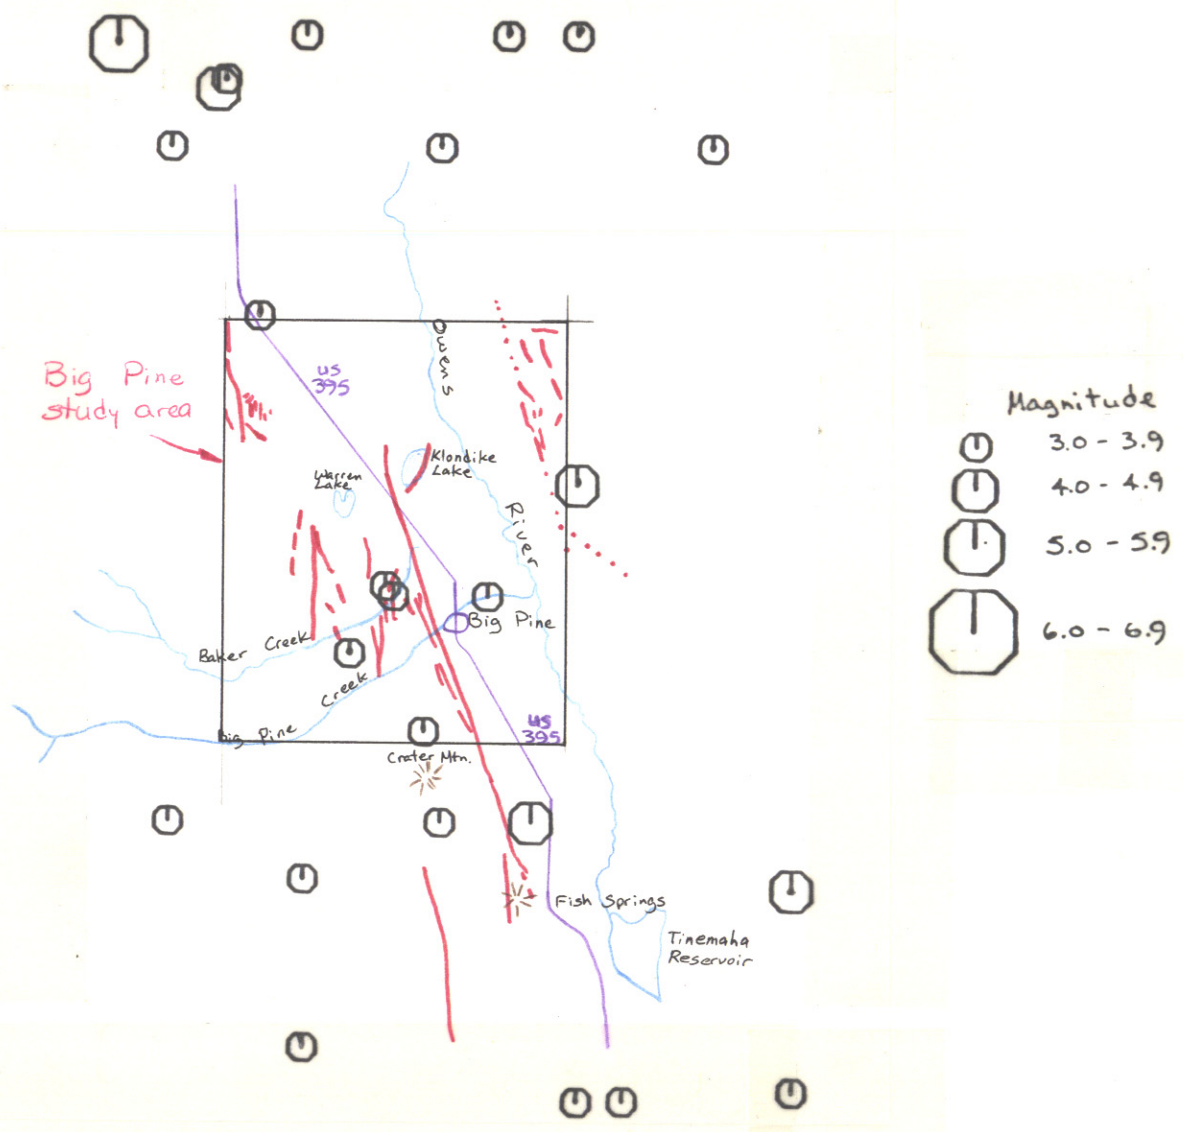 Owens
US
395
Big Pine
study area
Klondike
Lake
Warren
Lake
River
Magnitude
3.0 - 3.9
4.0 - 4.9
5.0 - 5.9
6.0 - 6.9
Big Pine
Baker Creek
Creek
Big Pine
US
395
Crater Mtn.
Fish Springs
Tinemaha
Reservoir